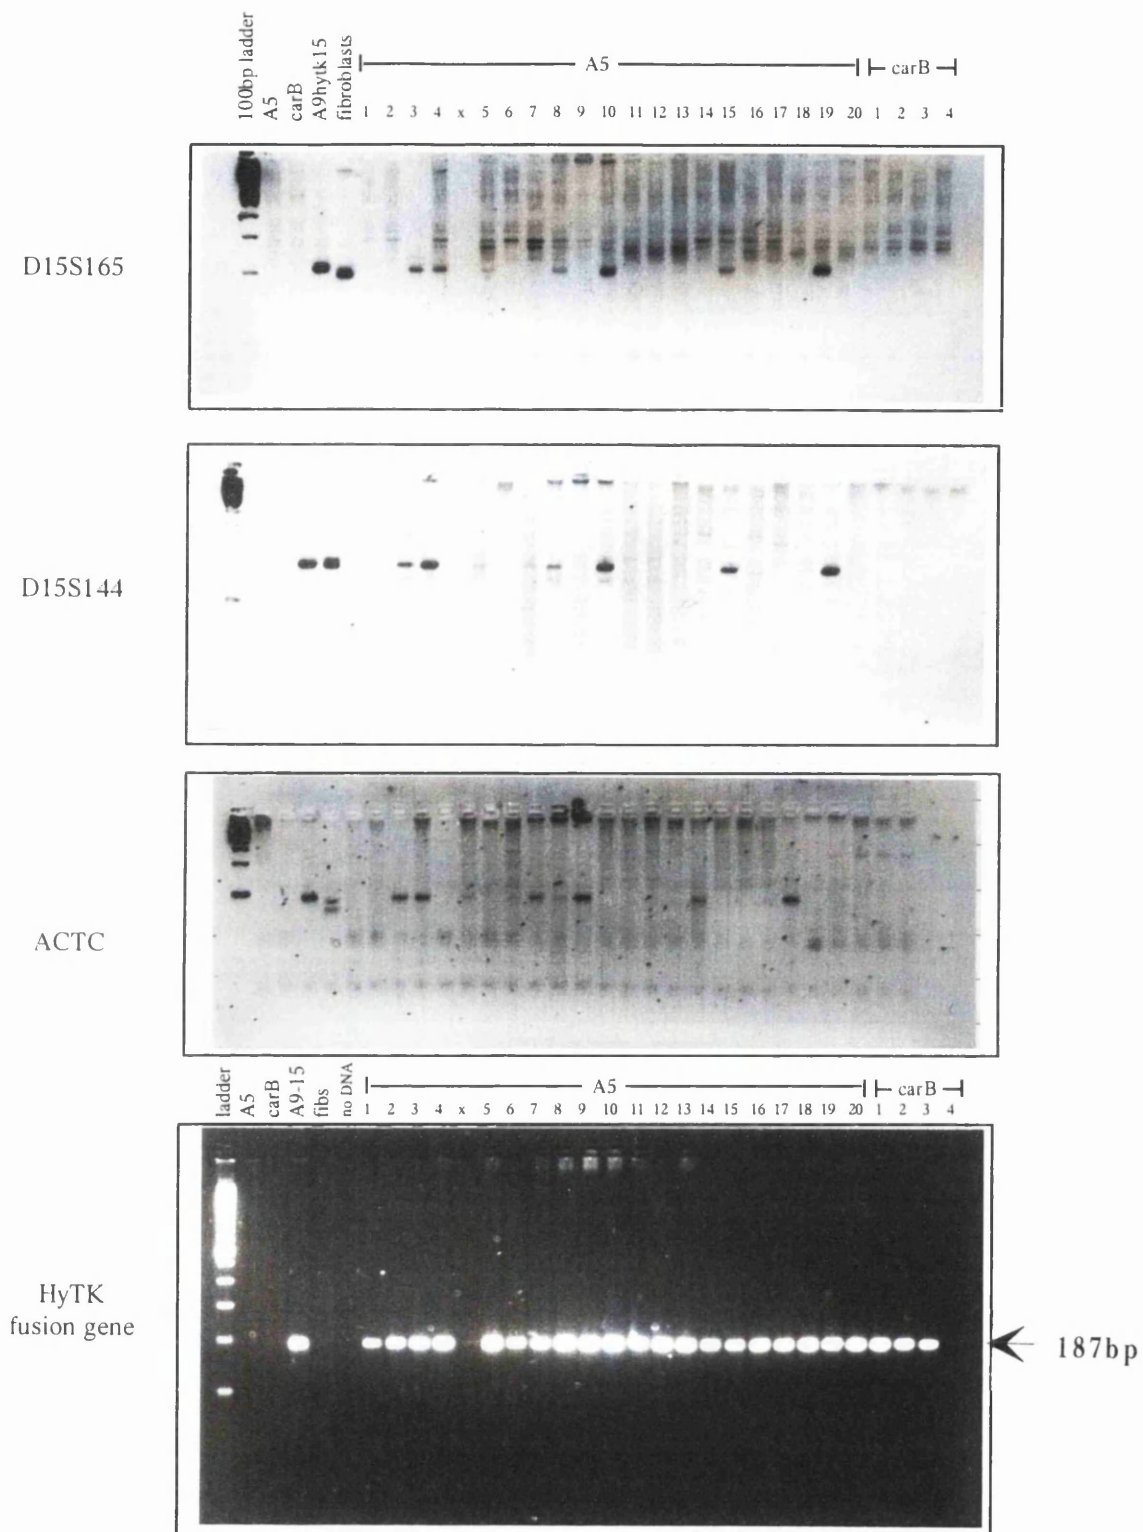 100bp ladder
A5
carB
A9hytk15
fibroblasts
A5
carB
1 2 3 4 x 5 6 7 8 9 10 11 12 13 14 15 16 17 18 19 20 1 2 3 4
D15S165
D15S144
ACTC
ladder
A5
carB
A9-15
fibs
no DNA
A5
carB
1 2 3 4 x 5 6 7 8 9 10 11 12 13 14 15 16 17 18 19 20 1 2 3 4
HyTK
fusion gene
187bp